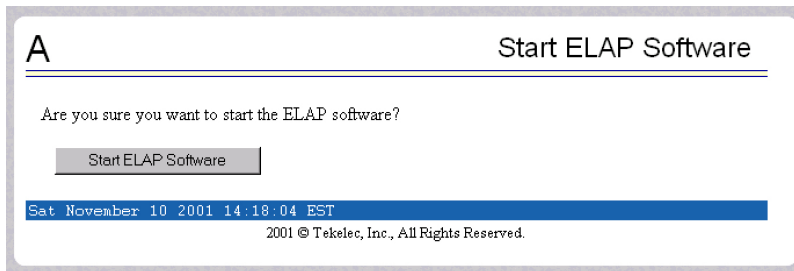 A
Start ELAP Software
Are you sure you want to start the ELAP software?
Start ELAP Software
Sat November 10 2001 14:18:04 EST
2001 © Tekelec, Inc., All Rights Reserved.